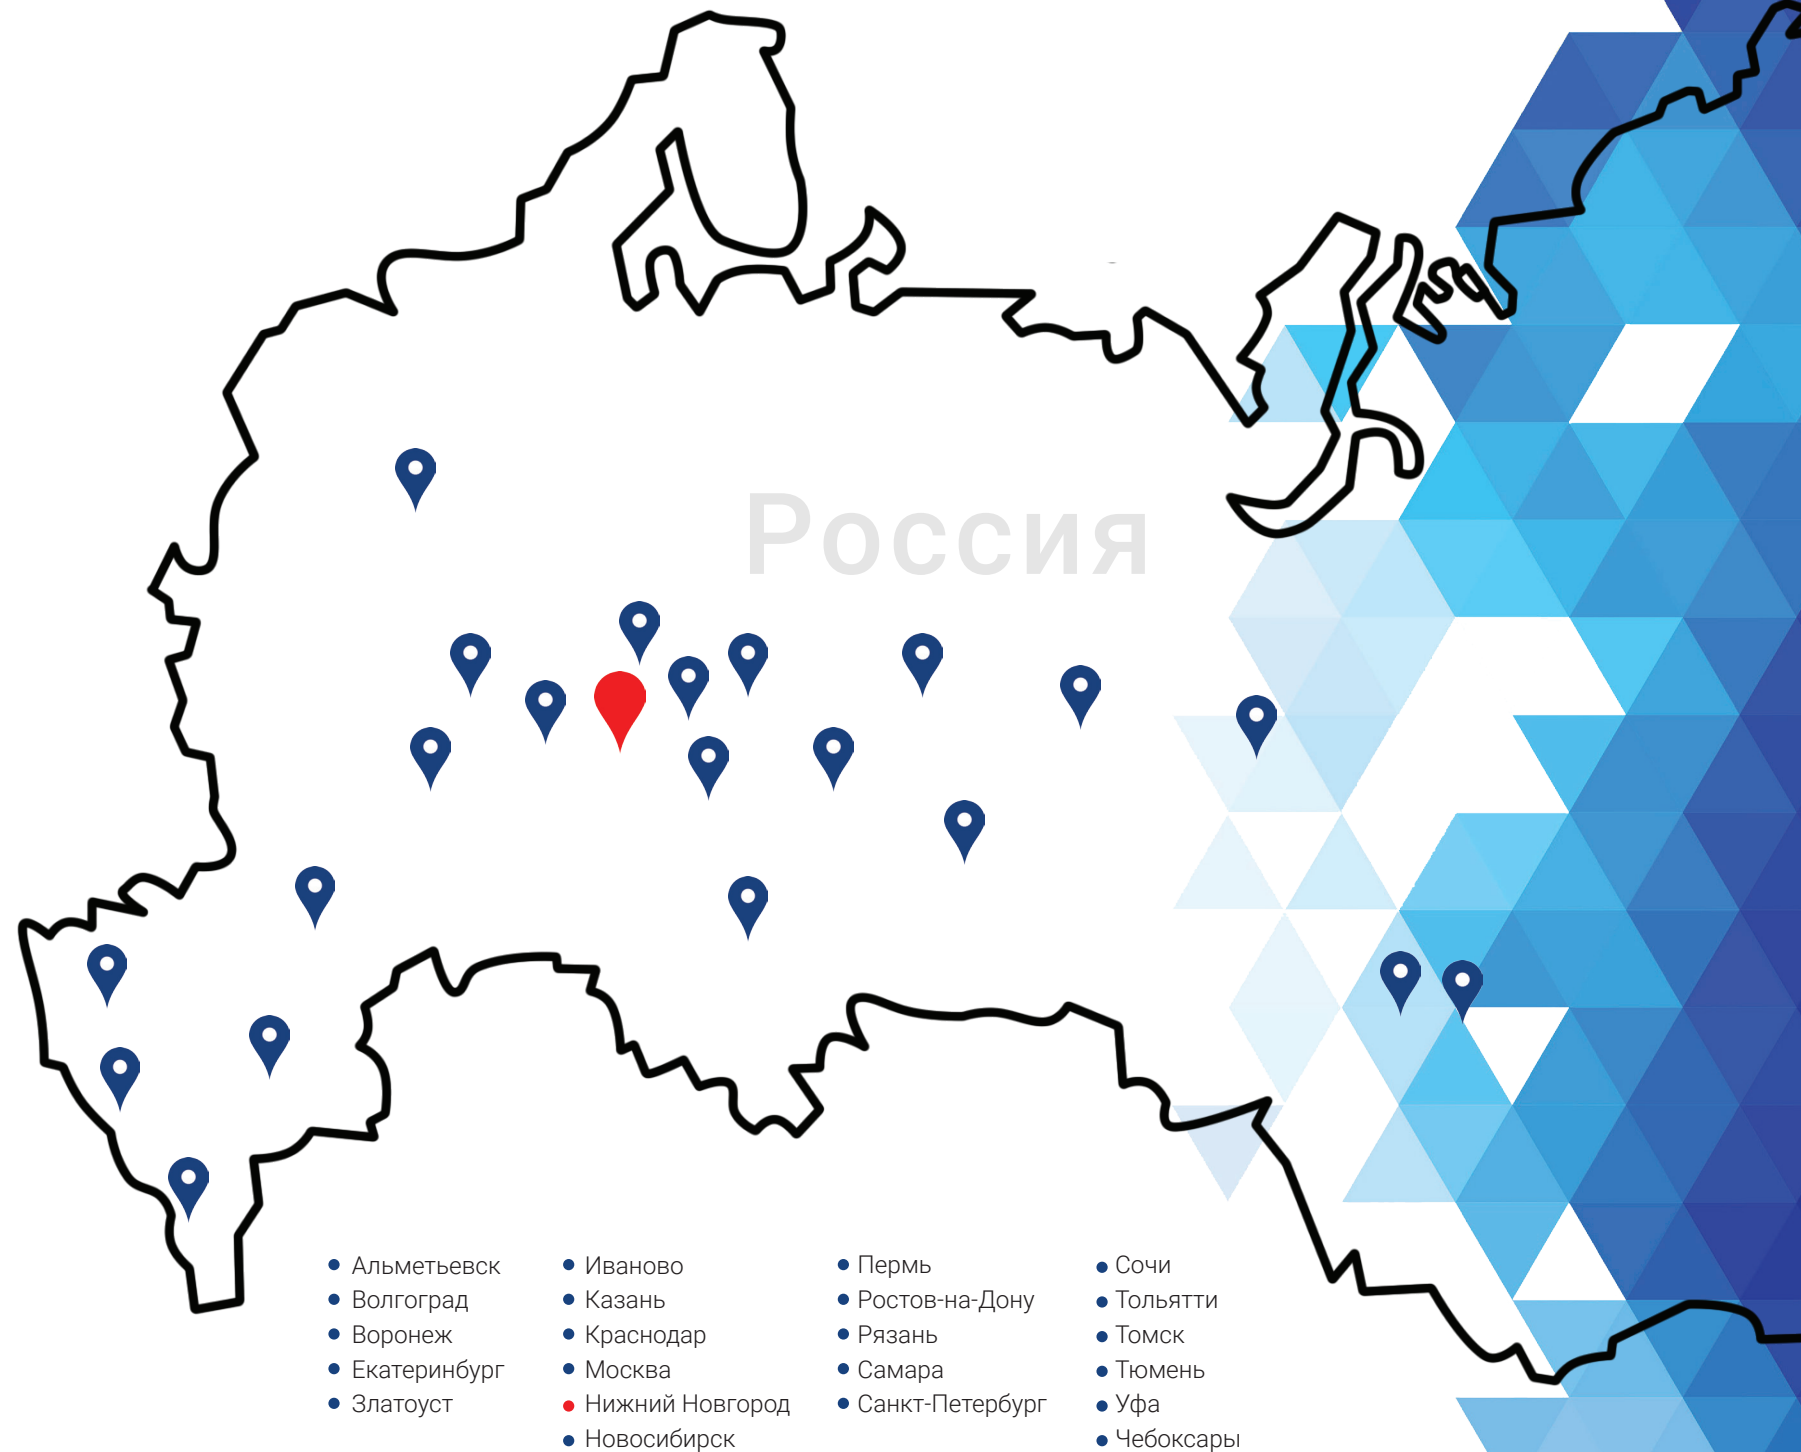 Россия
Альметьевск
Волгоград
Воронеж
Екатеринбург
Златоуст
Иваново
Казань
Краснодар
Москва
Нижний Новгород
Новосибирск
Пермь
Ростов-на-Дону
Рязань
Самара
Санкт-Петербург
Сочи
Тольятти
Томск
Тюмень
Уфа
Чебоксары